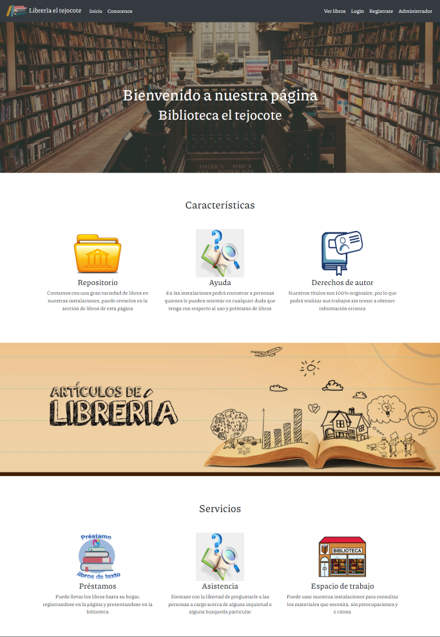 Librería el tejocote Inicio Conocenos Ver libros Login Registrate Administrador
Bienvenido a nuestra página
Biblioteca el tejocote
Características
Repositorio
Contamos con una gran variedad de libros en
nuestras instalaciones, puede revisarlos en la
sección de libros de esta página
Ayuda
En las instalaciones podrá encontrar a personas
quienes le pueden orientar en cualquier duda que
tenga con respecto al uso y préstamo de libros
Derechos de autor
Nuestros títulos son 100% originales, por lo que
podrá realizar sus trabajos sin temor a obtener
información erronea
ARTÍCULOS DE
LIBRERÍA
Servicios
Préstamo
libros de texto
Préstamos
Puede llevar los libros hasta su hogar,
registrandose en la página y presentandose en la
biblioteca
Asistencia
Sientase con la libertad de preguntarle a las
personas a cargo acerca de alguna inquietud o
alguna busqueda particular
BIBLIOTECA
Espacio de trabajo
Puede usar nuestras instalaciones para consultar
los materiales que necesita, sin preocupaciones y